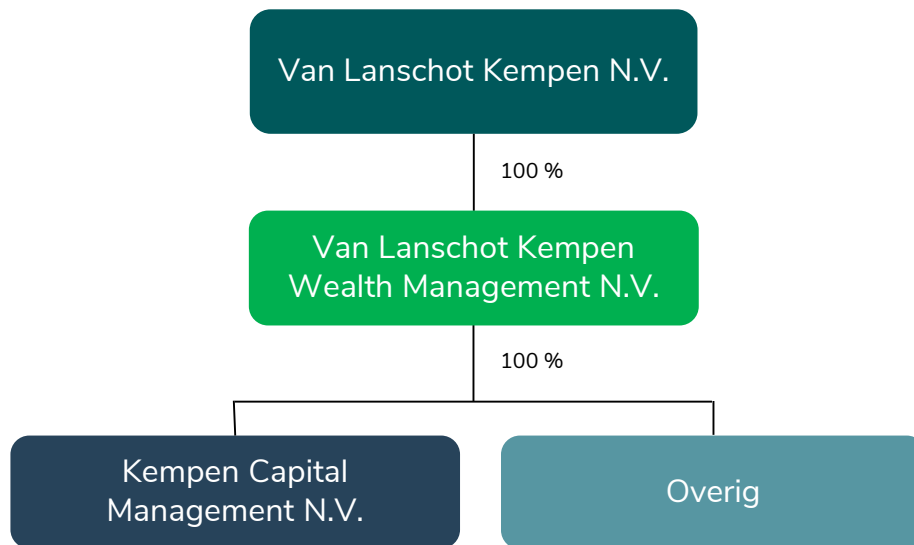 Van Lanschot Kempen N.V.
100 %
Van Lanschot Kempen
Wealth Management N.V.
100 %
Kempen Capital
Management N.V.
Overig